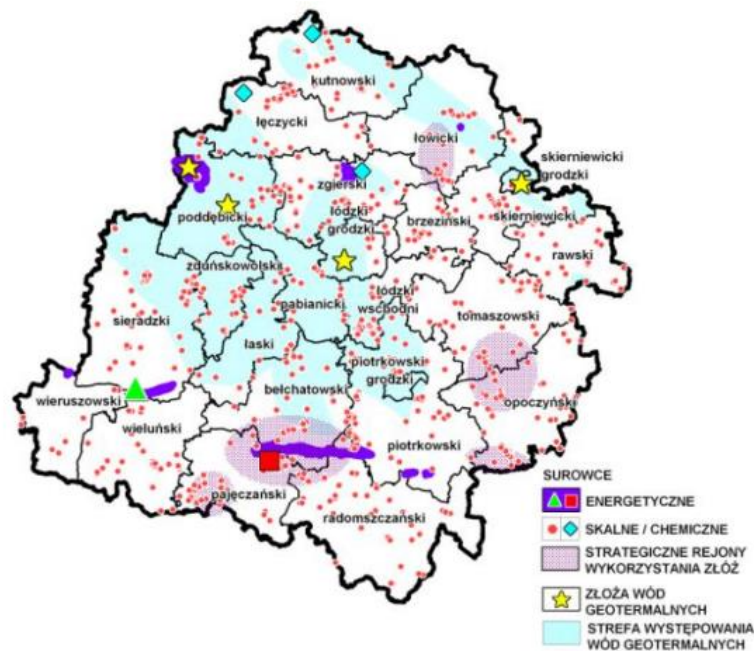 kutnowski
łęczycki
łowicki
skierniewicki
grodzki
zgierski
poddębicki
łódzki
grodzki
brzeziński
skierniewicki
rawski
zduńskowolski
pabianicki
łódzki
wschodni
tomaszowski
sieradzki
łaski
piotrkowski
grodzki
wieruszowski
bełchatowski
opoczyński
wieluński
piotrkowski
pajęczański
radomszczański
SUROWCE
ENERGETYCZNE
SKALNE / CHEMICZNE
STRATEGICZNE REJONY
WYKORZYSTANIA ZŁÓŻ
ZŁOŻA WÓD
GEOTERMALNYCH
STREFA WYSTĘPOWANIA
WÓD GEOTERMALNYCH